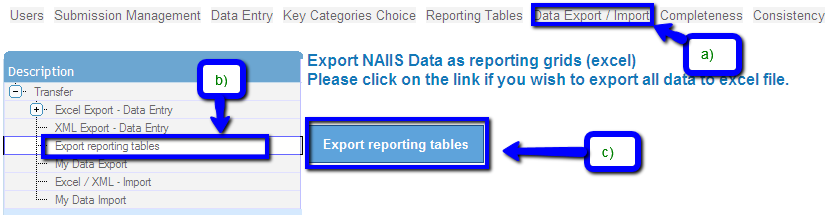 Users Submission Management Data Entry Key Categories Choice Reporting Tables Data Export / Import Completeness Consistency
a)
Export NAIIS Data as reporting grids (excel)
Please click on the link if you wish to export all data to excel file.
Description
b)
Transfer
Excel Export - Data Entry
XML Export - Data Entry
Export reporting tables
My Data Export
Excel / XML - Import
My Data Import
Export reporting tables
c)